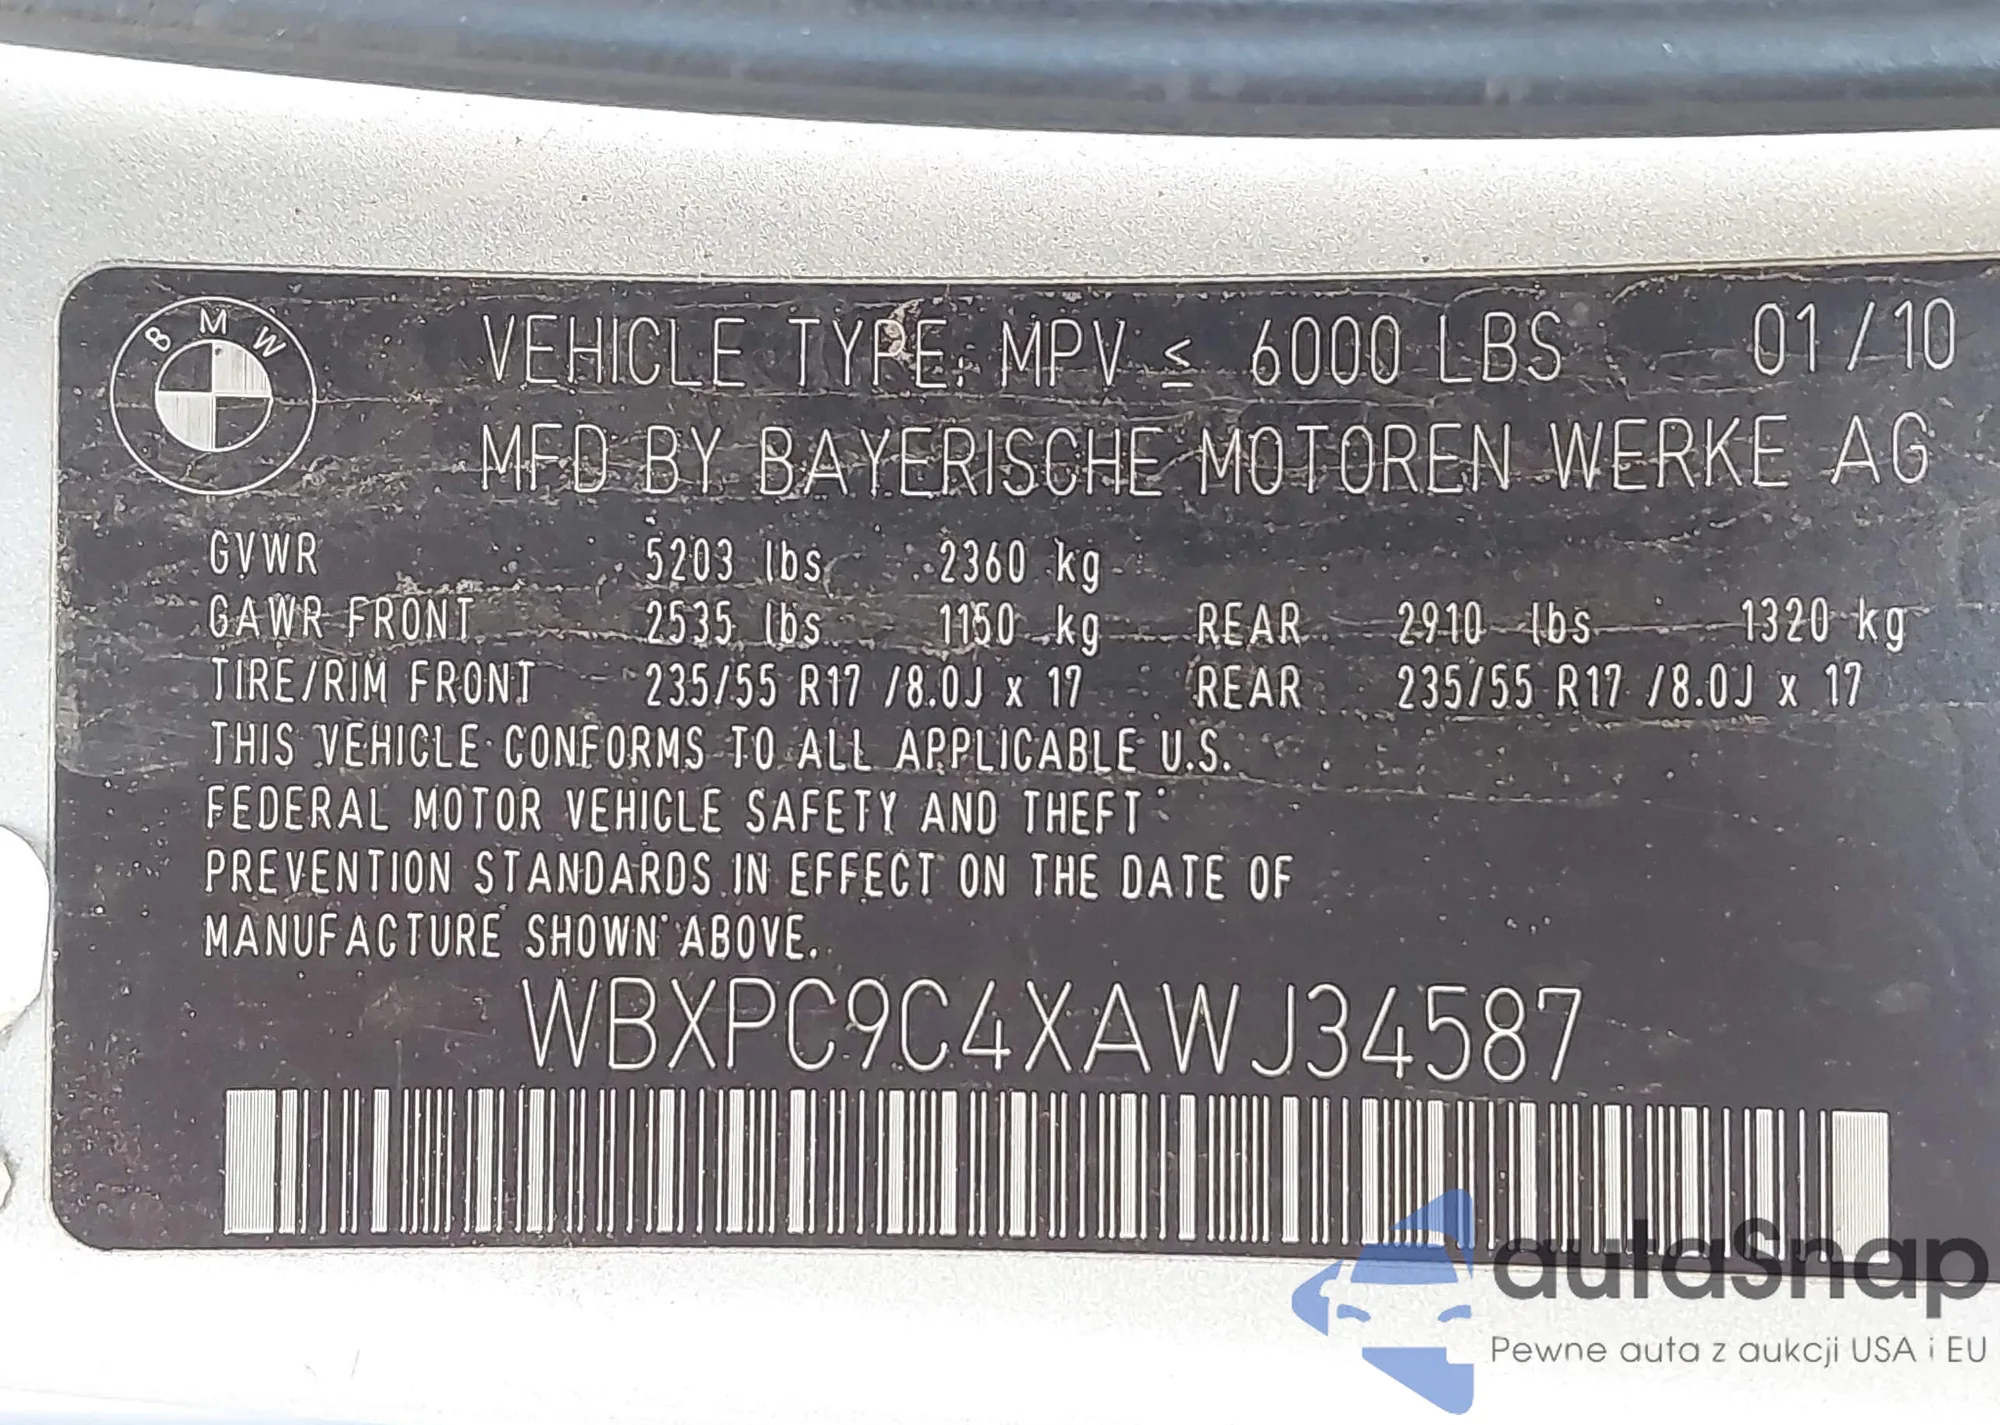 BMW
VEHICLE TYPE: MPV ≤ 6000 LBS 01/10
MFD BY BAYERISCHE MOTOREN WERKE AG
GVWR 5203 lbs 2360 kg
GAWR FRONT 2535 lbs 1150 kg REAR 2910 lbs 1320 kg
TIRE/RIM FRONT 235/55 R17 /8.0J x 17 REAR 235/55 R17 /8.0J x 17
THIS VEHICLE CONFORMS TO ALL APPLICABLE U.S.
FEDERAL MOTOR VEHICLE SAFETY AND THEFT
PREVENTION STANDARDS IN EFFECT ON THE DATE OF
MANUFACTURE SHOWN ABOVE.
WBXPC9C4XAWJ34587
autaSnap
Pewne auta z aukcji USA i EU